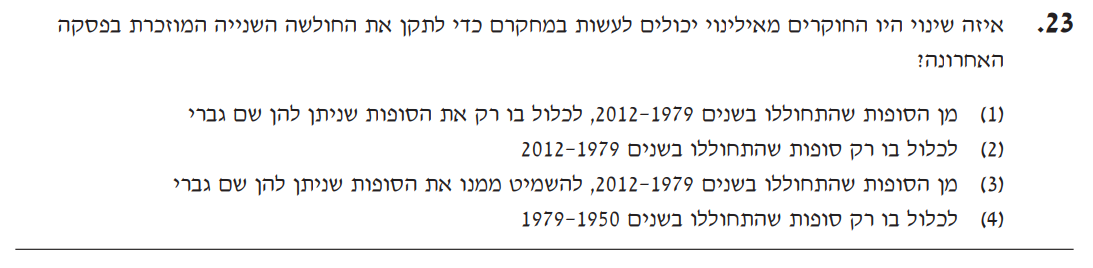 23. איזה שינוי היו החוקרים מאילינוי יכולים לעשות במחקרם כדי לתקן את החולשה השנייה המוזכרת בפסקה
האחרונה?
(1) מן הסופות שהתחוללו בשנים 2012-1979, לכלול בו רק את הסופות שניתן להן שם גברי
(2) לכלול בו רק סופות שהתחוללו בשנים 2012-1979
(3) מן הסופות שהתחוללו בשנים 2012-1979, להשמיט ממנו את הסופות שניתן להן שם גברי
(4) לכלול בו רק סופות שהתחוללו בשנים 1979-1950